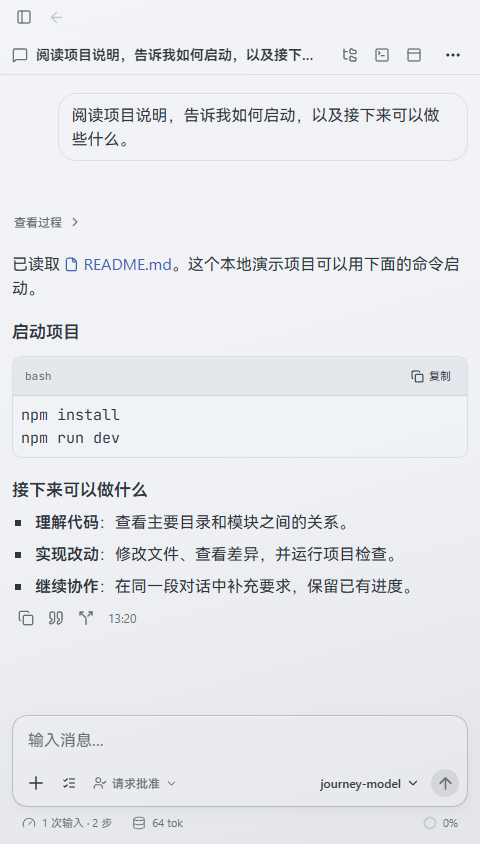 阅读项目说明，告诉我如何启动，以及接下...
阅读项目说明，告诉我如何启动，以及接下来可以做
些什么。
查看过程
已读取 README.md。这个本地演示项目可以用下面的命令启
动。
启动项目
bash 复制
npm install
npm run dev
接下来可以做什么
理解代码：查看主要目录和模块之间的关系。
实现改动：修改文件、查看差异，并运行项目检查。
继续协作：在同一段对话中补充要求，保留已有进度。
13:20
输入消息...
请求批准 journey-model
1 次输入 · 2 步 64 tok 0%